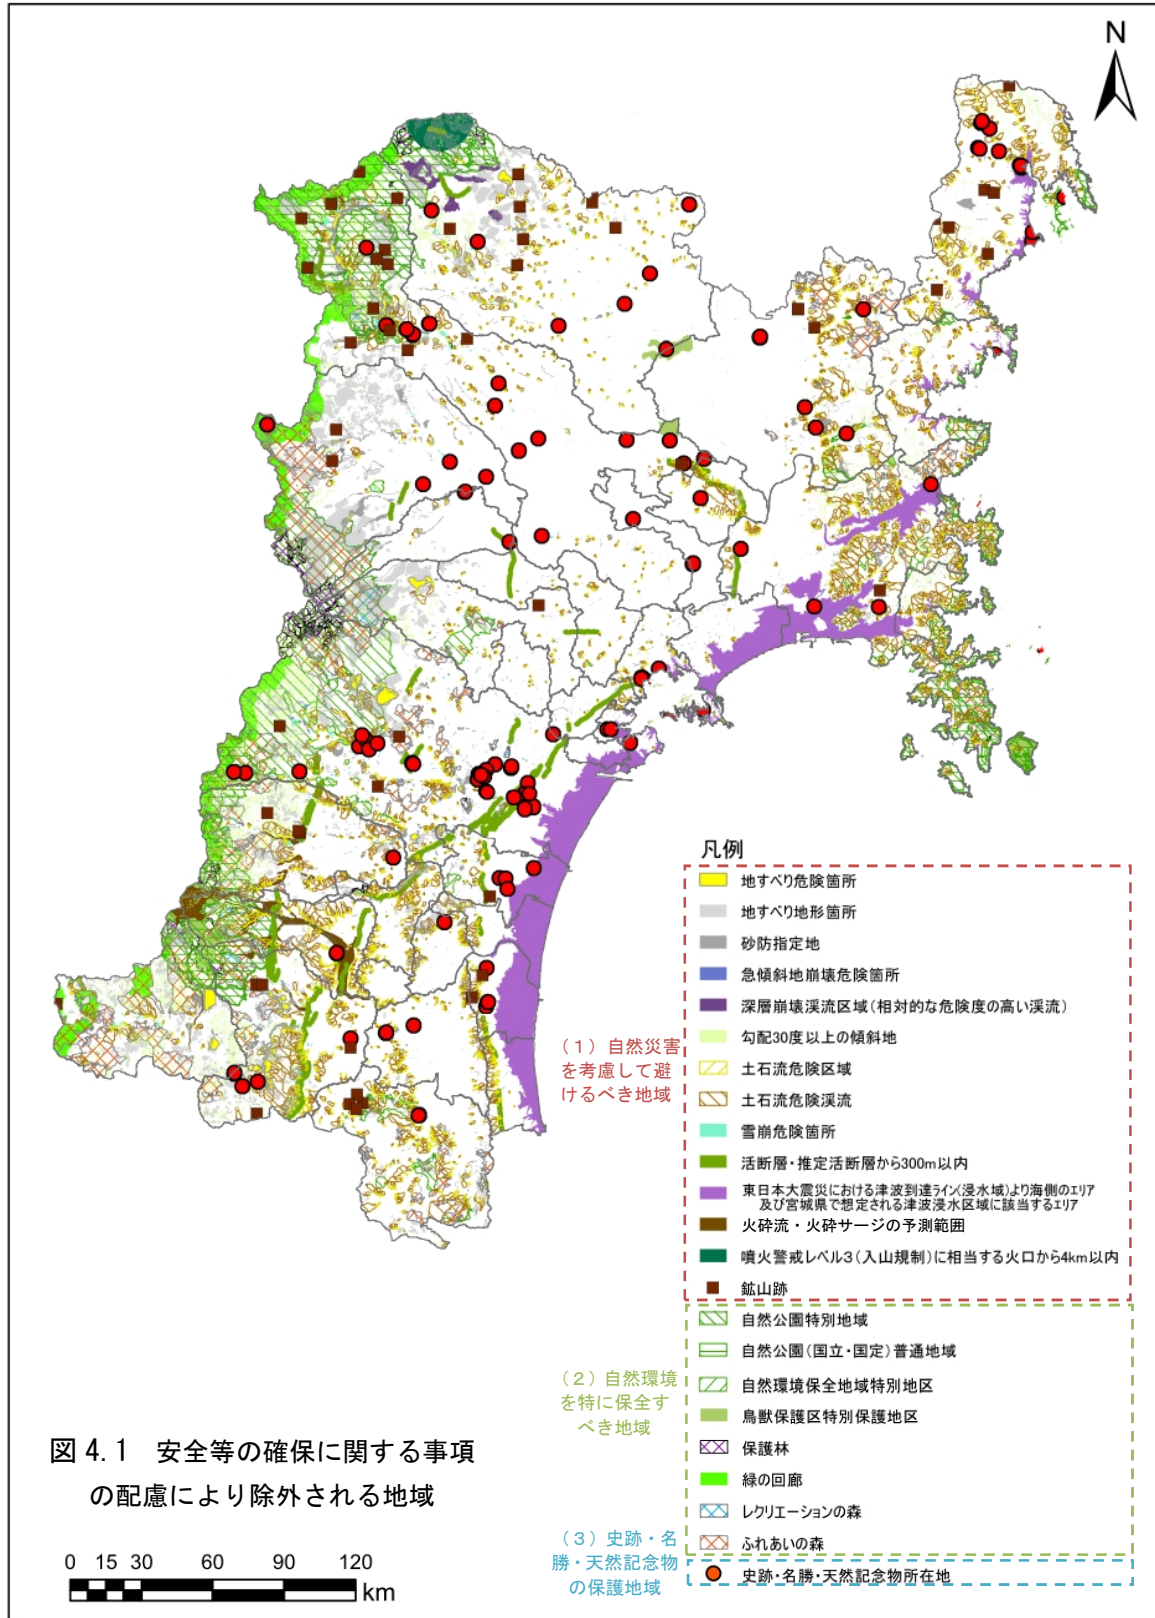 N
凡例
地すべり危険箇所
地すべり地形箇所
砂防指定地
急傾斜地崩壊危険箇所
深層崩壊渓流区域(相対的な危険度の高い渓流)
勾配30度以上の傾斜地
土石流危険区域
土石流危険渓流
雪崩危険箇所
活断層・推定活断層から300m以内
東日本大震災における津波到達ライン(浸水域)より海側のエリア
及び宮城県で想定される津波浸水区域に該当するエリア
火砕流・火砕サージの予測範囲
噴火警戒レベル3(入山規制)に相当する火口から4km以内
鉱山跡
(1)自然災害
を考慮して避
けるべき地域
自然公園特別地域
自然公園(国立・国定)普通地域
自然環境保全地域特別地区
鳥獣保護区特別保護地区
保護林
緑の回廊
レクリエーションの森
ふれあいの森
(2)自然環境
を特に保全す
べき地域
史跡・名勝・天然記念物所在地
(3)史跡・名
勝・天然記念物
の保護地域
図 4.1 安全等の確保に関する事項
の配慮により除外される地域
0 15 30 60 90 120
km